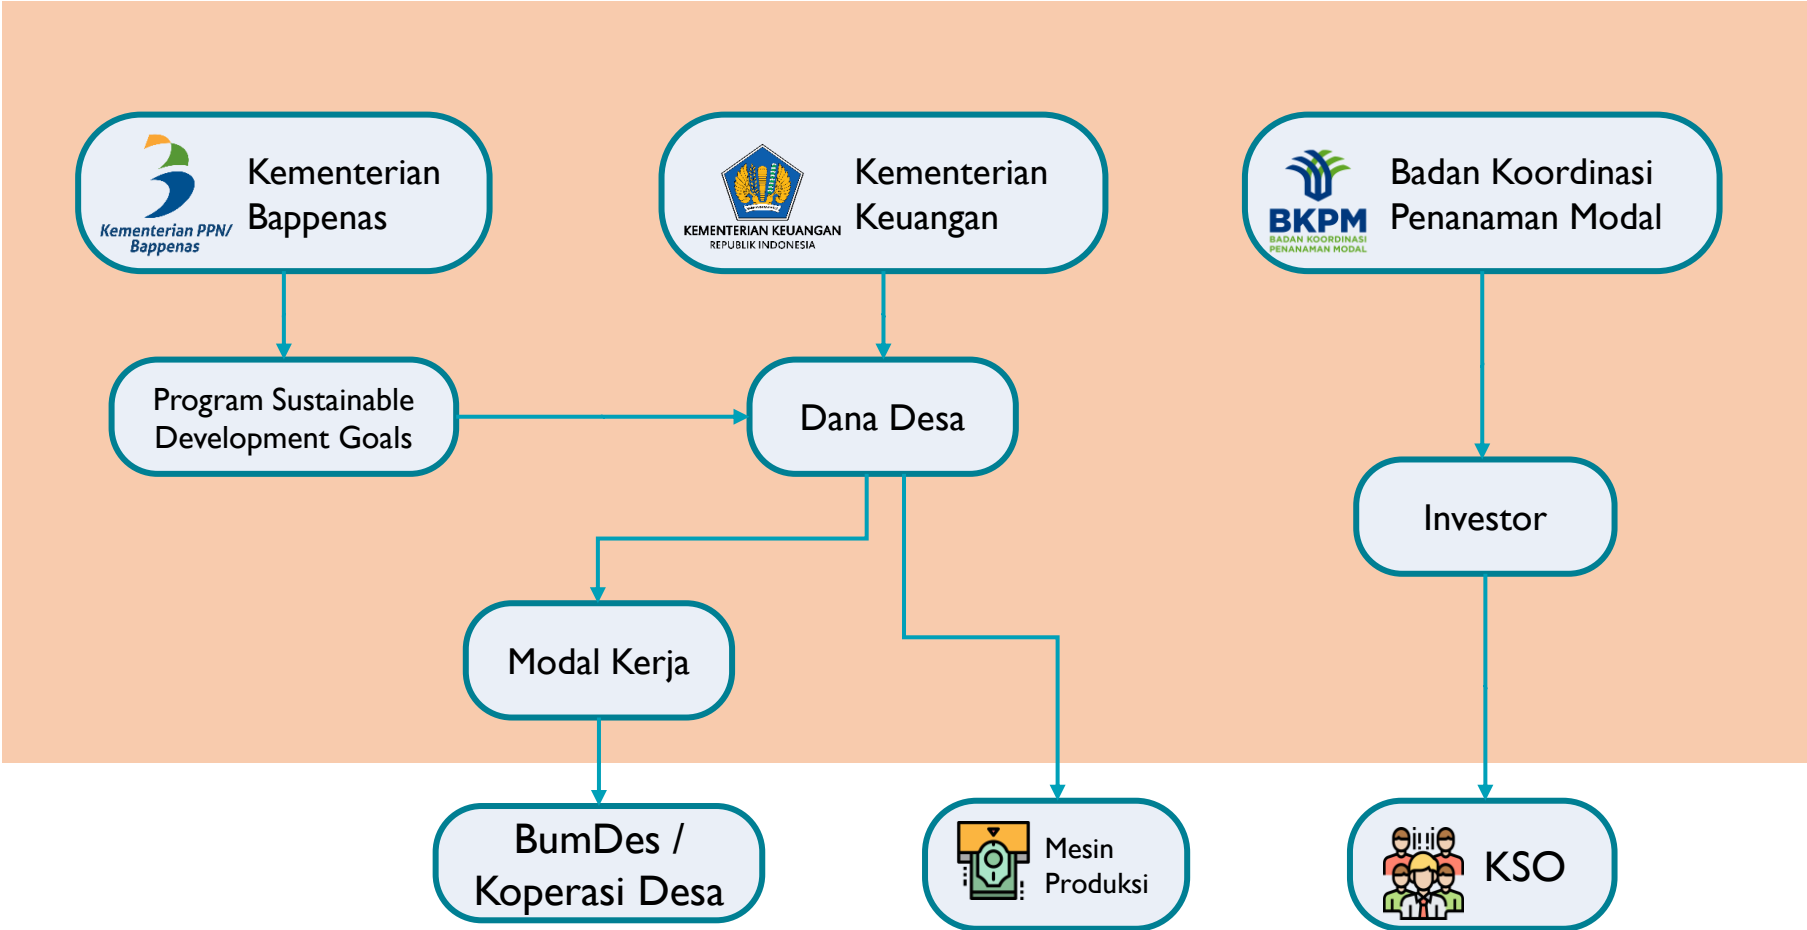 Kementerian PPN/
Bappenas
Kementerian
Bappenas
KEMENTERIAN KEUANGAN
REPUBLIK INDONESIA
Kementerian
Keuangan
BKPM
BADAN KOORDINASI
PENANAMAN MODAL
Badan Koordinasi
Penanaman Modal
Program Sustainable
Development Goals
Dana Desa
Investor
Modal Kerja
BumDes /
Koperasi Desa
Mesin
Produksi
KSO